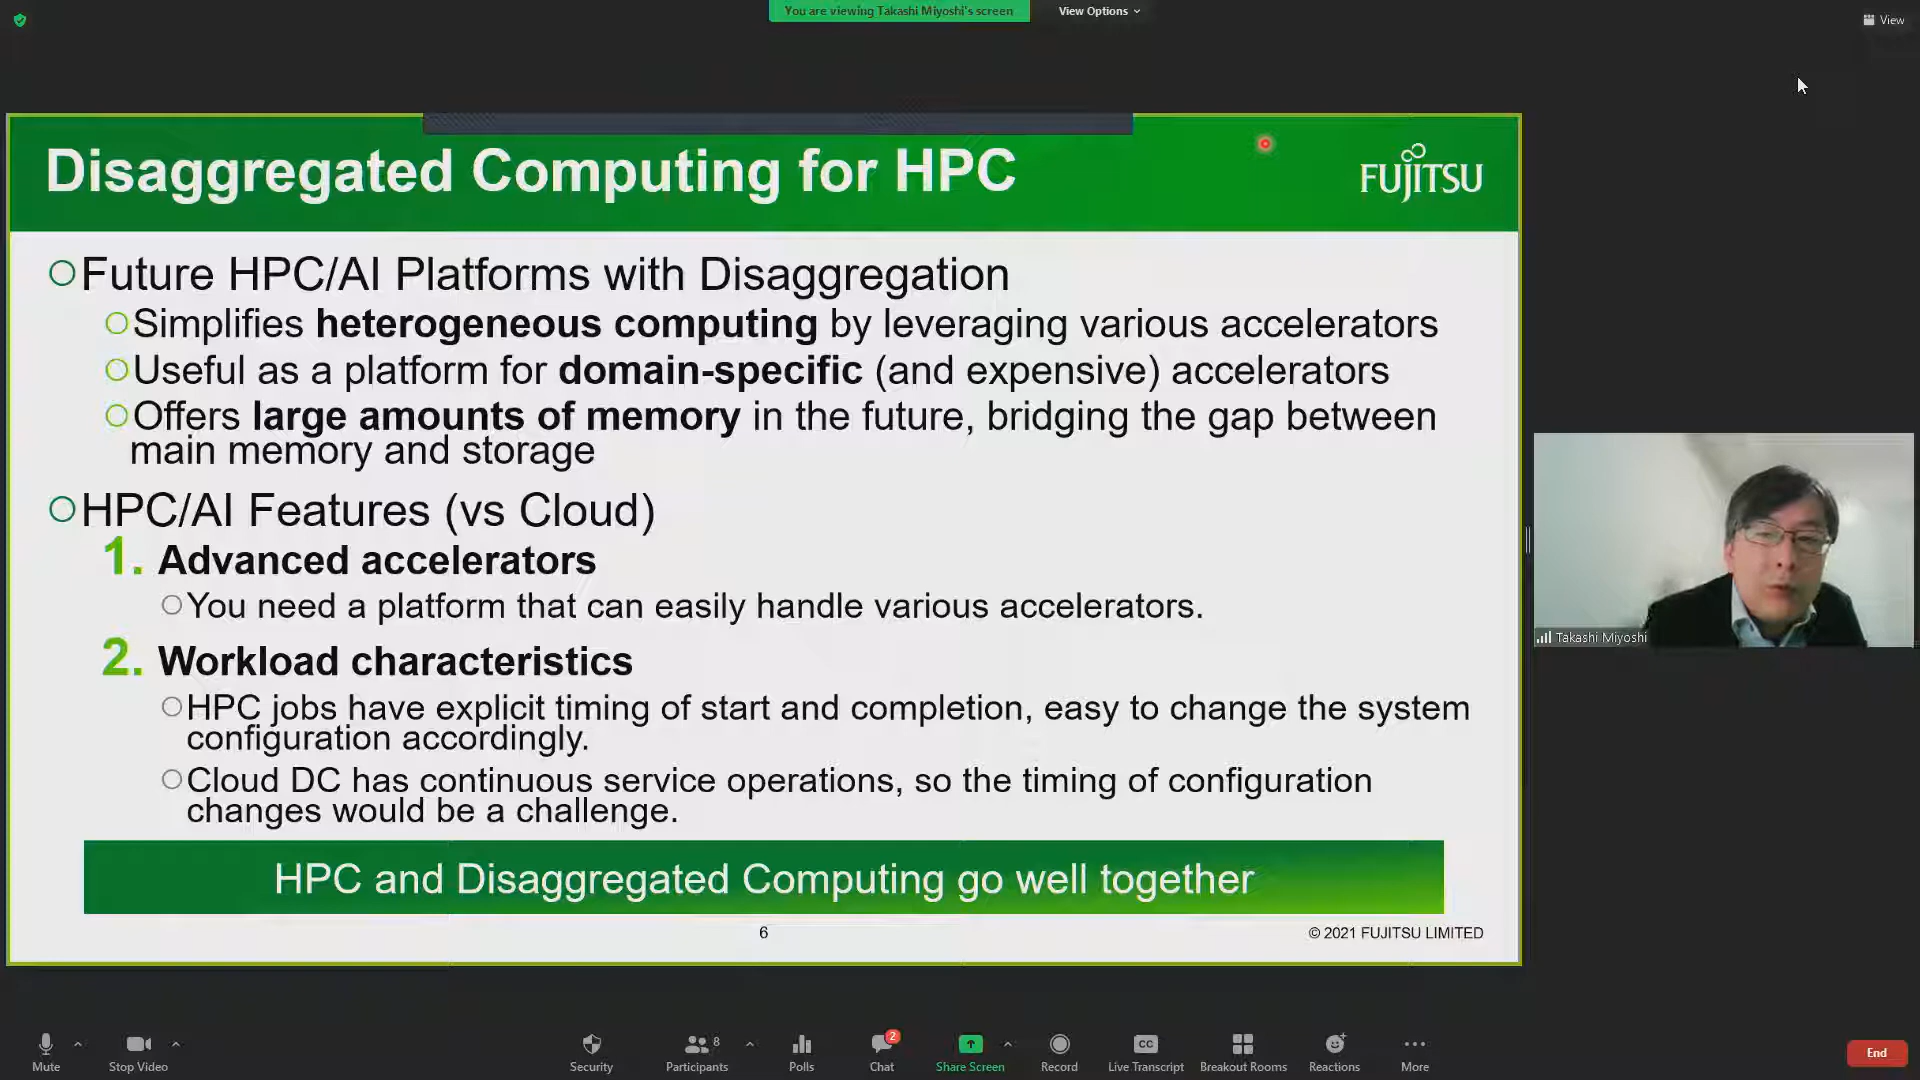 You are viewing Takashi Miyoshi's screen
View Options
View
Disaggregated Computing for HPC
FUJITSU
Future HPC/AI Platforms with Disaggregation
Simplifies heterogeneous computing by leveraging various accelerators
Useful as a platform for domain-specific (and expensive) accelerators
Offers large amounts of memory in the future, bridging the gap between
main memory and storage
HPC/AI Features (vs Cloud)
1. Advanced accelerators
You need a platform that can easily handle various accelerators.
2. Workload characteristics
HPC jobs have explicit timing of start and completion, easy to change the system
configuration accordingly.
Cloud DC has continuous service operations, so the timing of configuration
changes would be a challenge.
HPC and Disaggregated Computing go well together
6
© 2021 FUJITSU LIMITED
Takashi Miyoshi
Mute
Stop Video
Security
Participants
8
Polls
Chat
2
Share Screen
Record
CC
Live Transcript
Breakout Rooms
Reactions
More
End